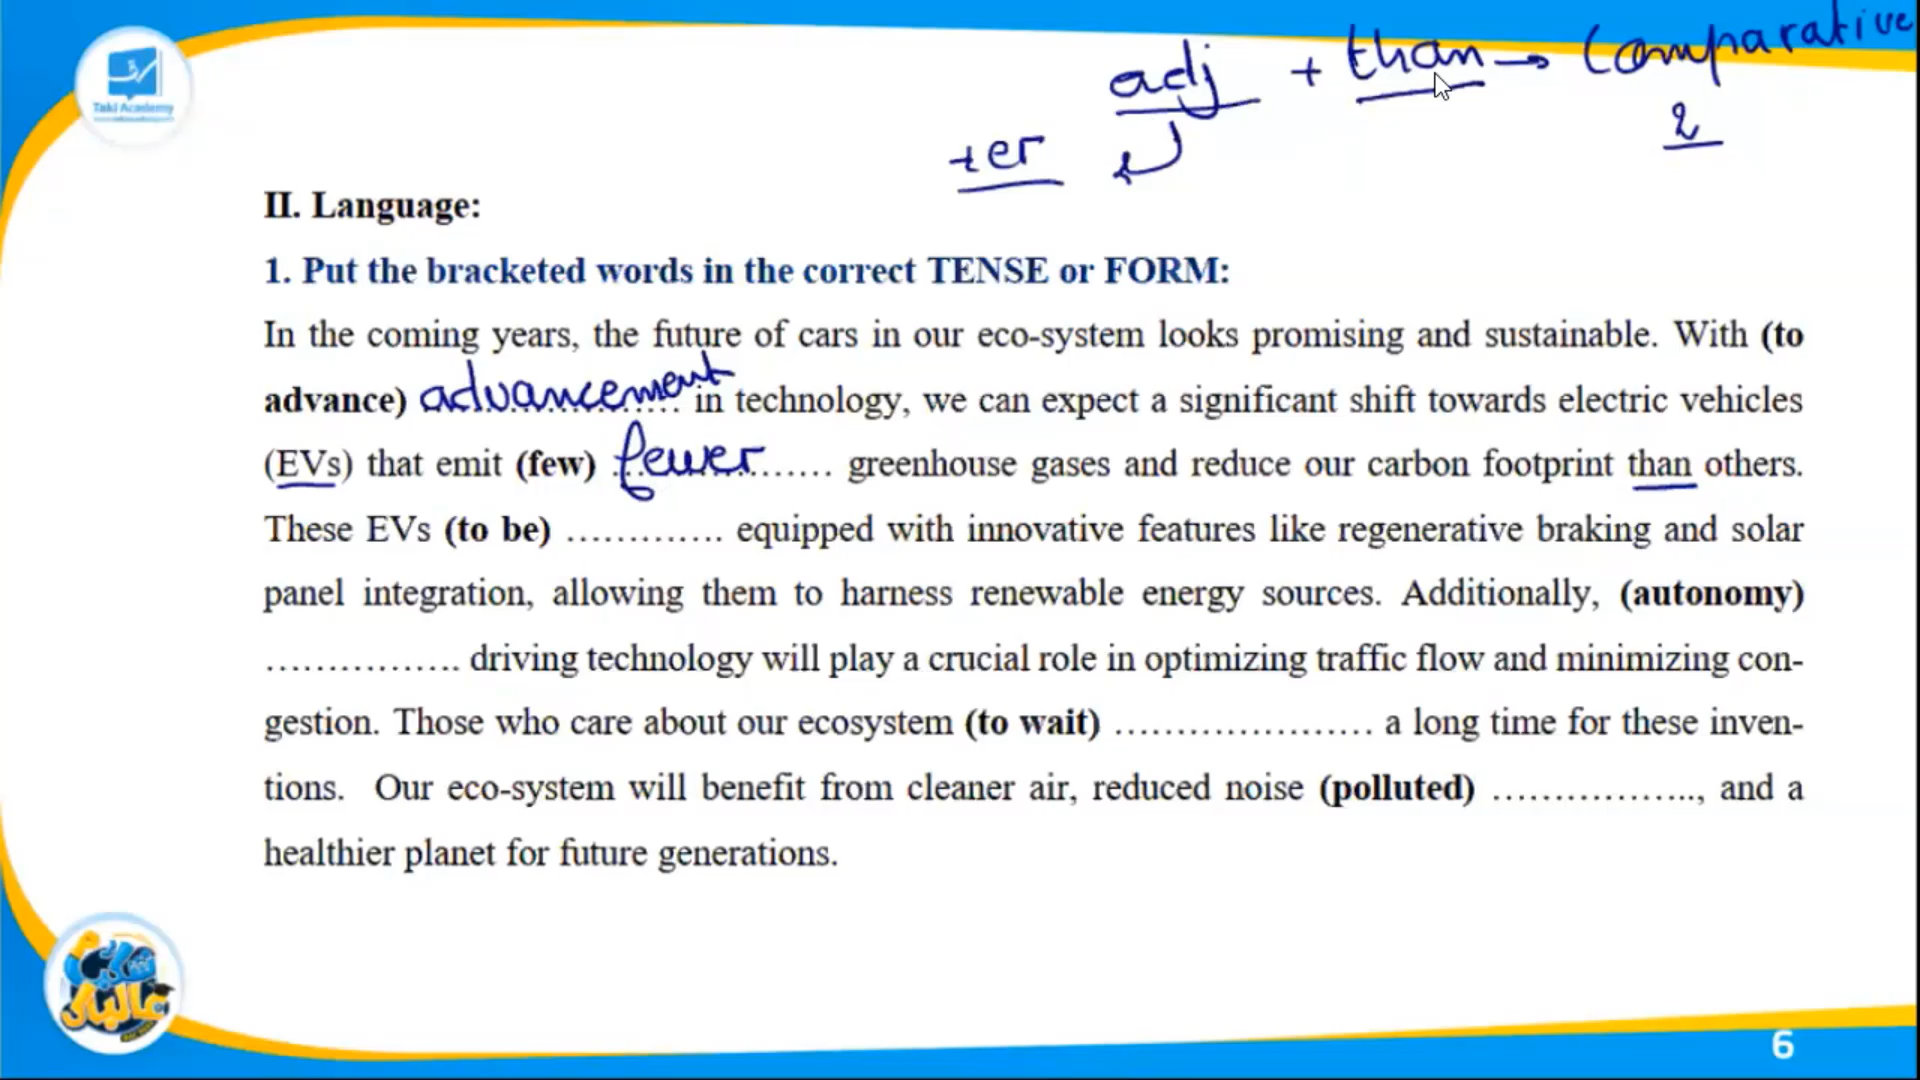 adj + than → Comparative
+er
2
Taki Academy
II. Language:
1. Put the bracketed words in the correct TENSE or FORM:
In the coming years, the future of cars in our eco-system looks promising and sustainable. With (to
advance) advancement in technology, we can expect a significant shift towards electric vehicles
(EVs) that emit (few) fewer ………… greenhouse gases and reduce our carbon footprint than others.
These EVs (to be) …………. equipped with innovative features like regenerative braking and solar
panel integration, allowing them to harness renewable energy sources. Additionally, (autonomy)
……………. driving technology will play a crucial role in optimizing traffic flow and minimizing con-
gestion. Those who care about our ecosystem (to wait) ………………… a long time for these inven-
tions. Our eco-system will benefit from cleaner air, reduced noise (polluted) …………….., and a
healthier planet for future generations.
6